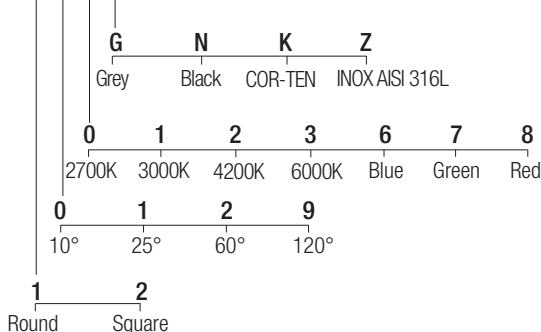 G N K Z
Grey Black COR-TEN INOX AISI 316L
0 1 2 3 6 7 8
2700K 3000K 4200K 6000K Blue Green Red
0 1 2 9
10° 25° 60° 120°
1 2
Round Square